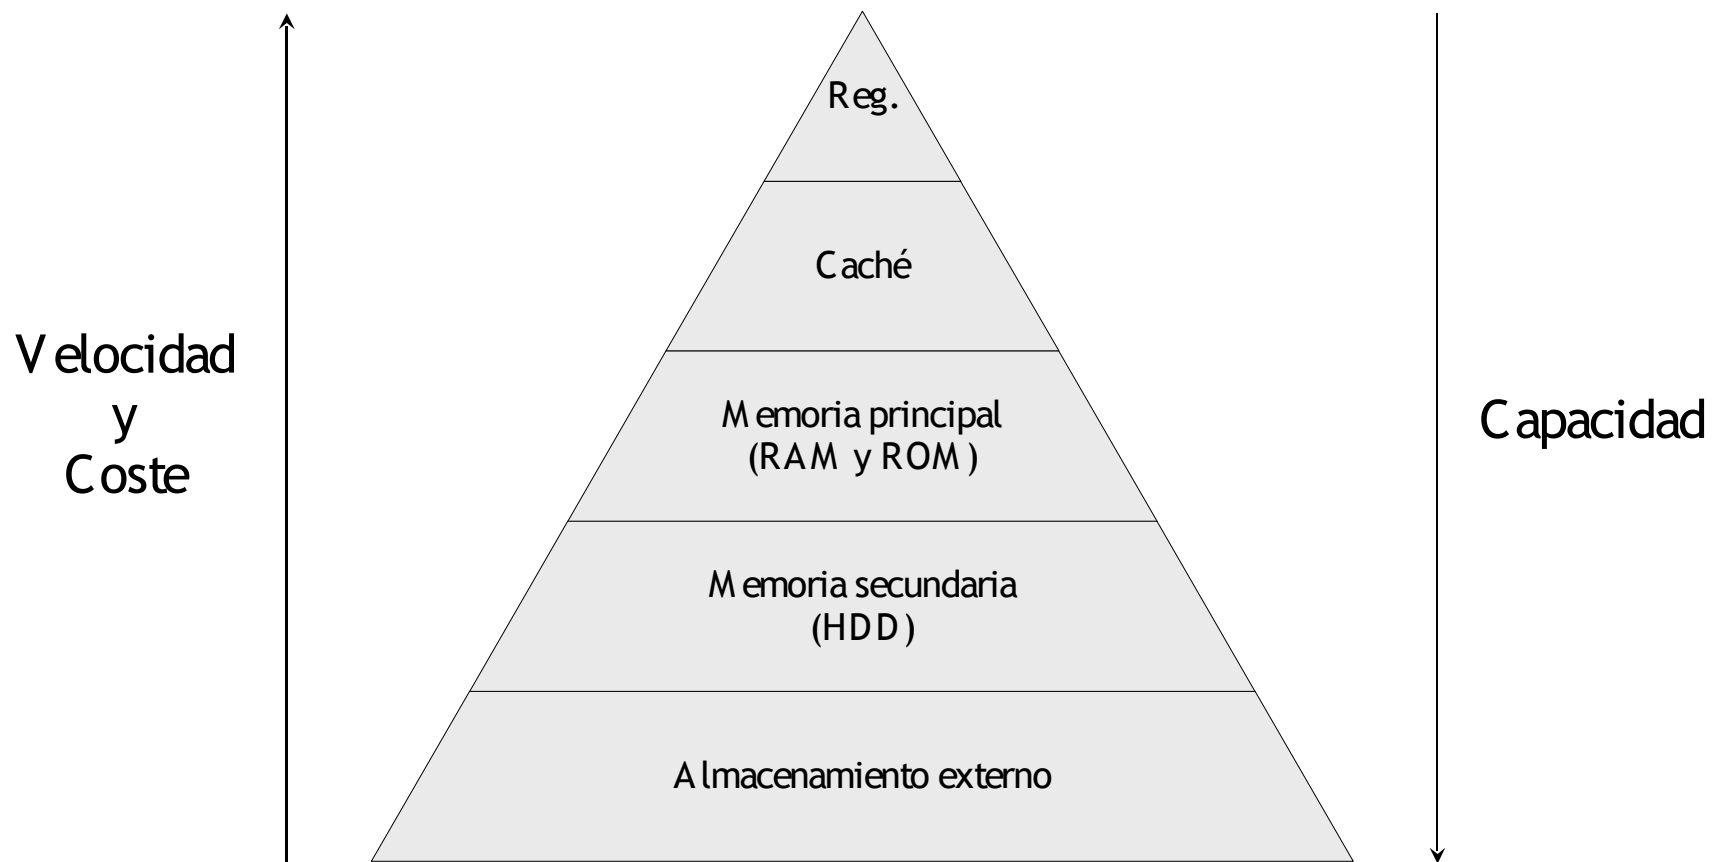 Reg.
Caché
Velocidad
y
Coste
Memoria principal
(RAM y ROM)
Capacidad
Memoria secundaria
(HDD)
Almacenamiento externo